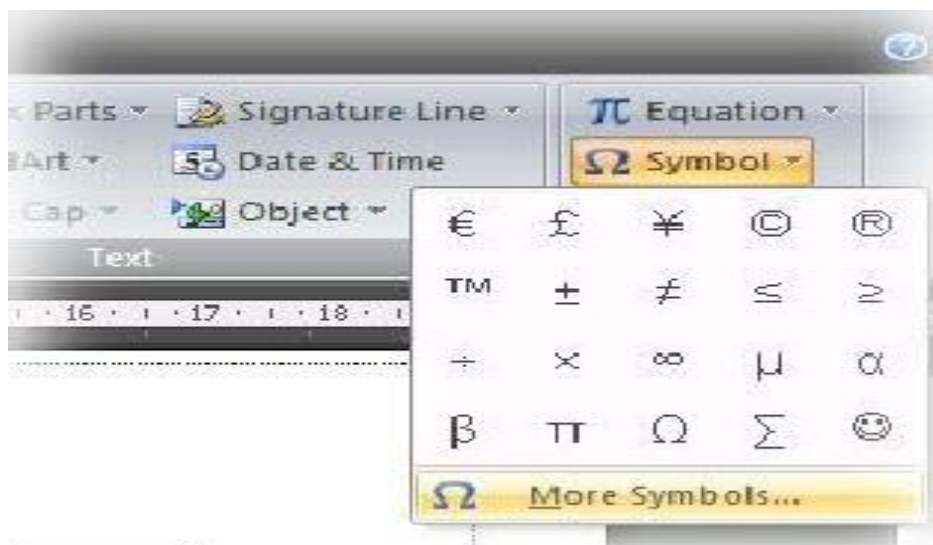 Parts Signature Line π Equation
Art Date & Time Ω Symbol
Cap Object
Text
€ £ ¥ © ®
™ ± ≠ ≤ ≥
16 17 18
÷ × ∞ µ α
β π Ω Σ ☺
Ω More Symbols...